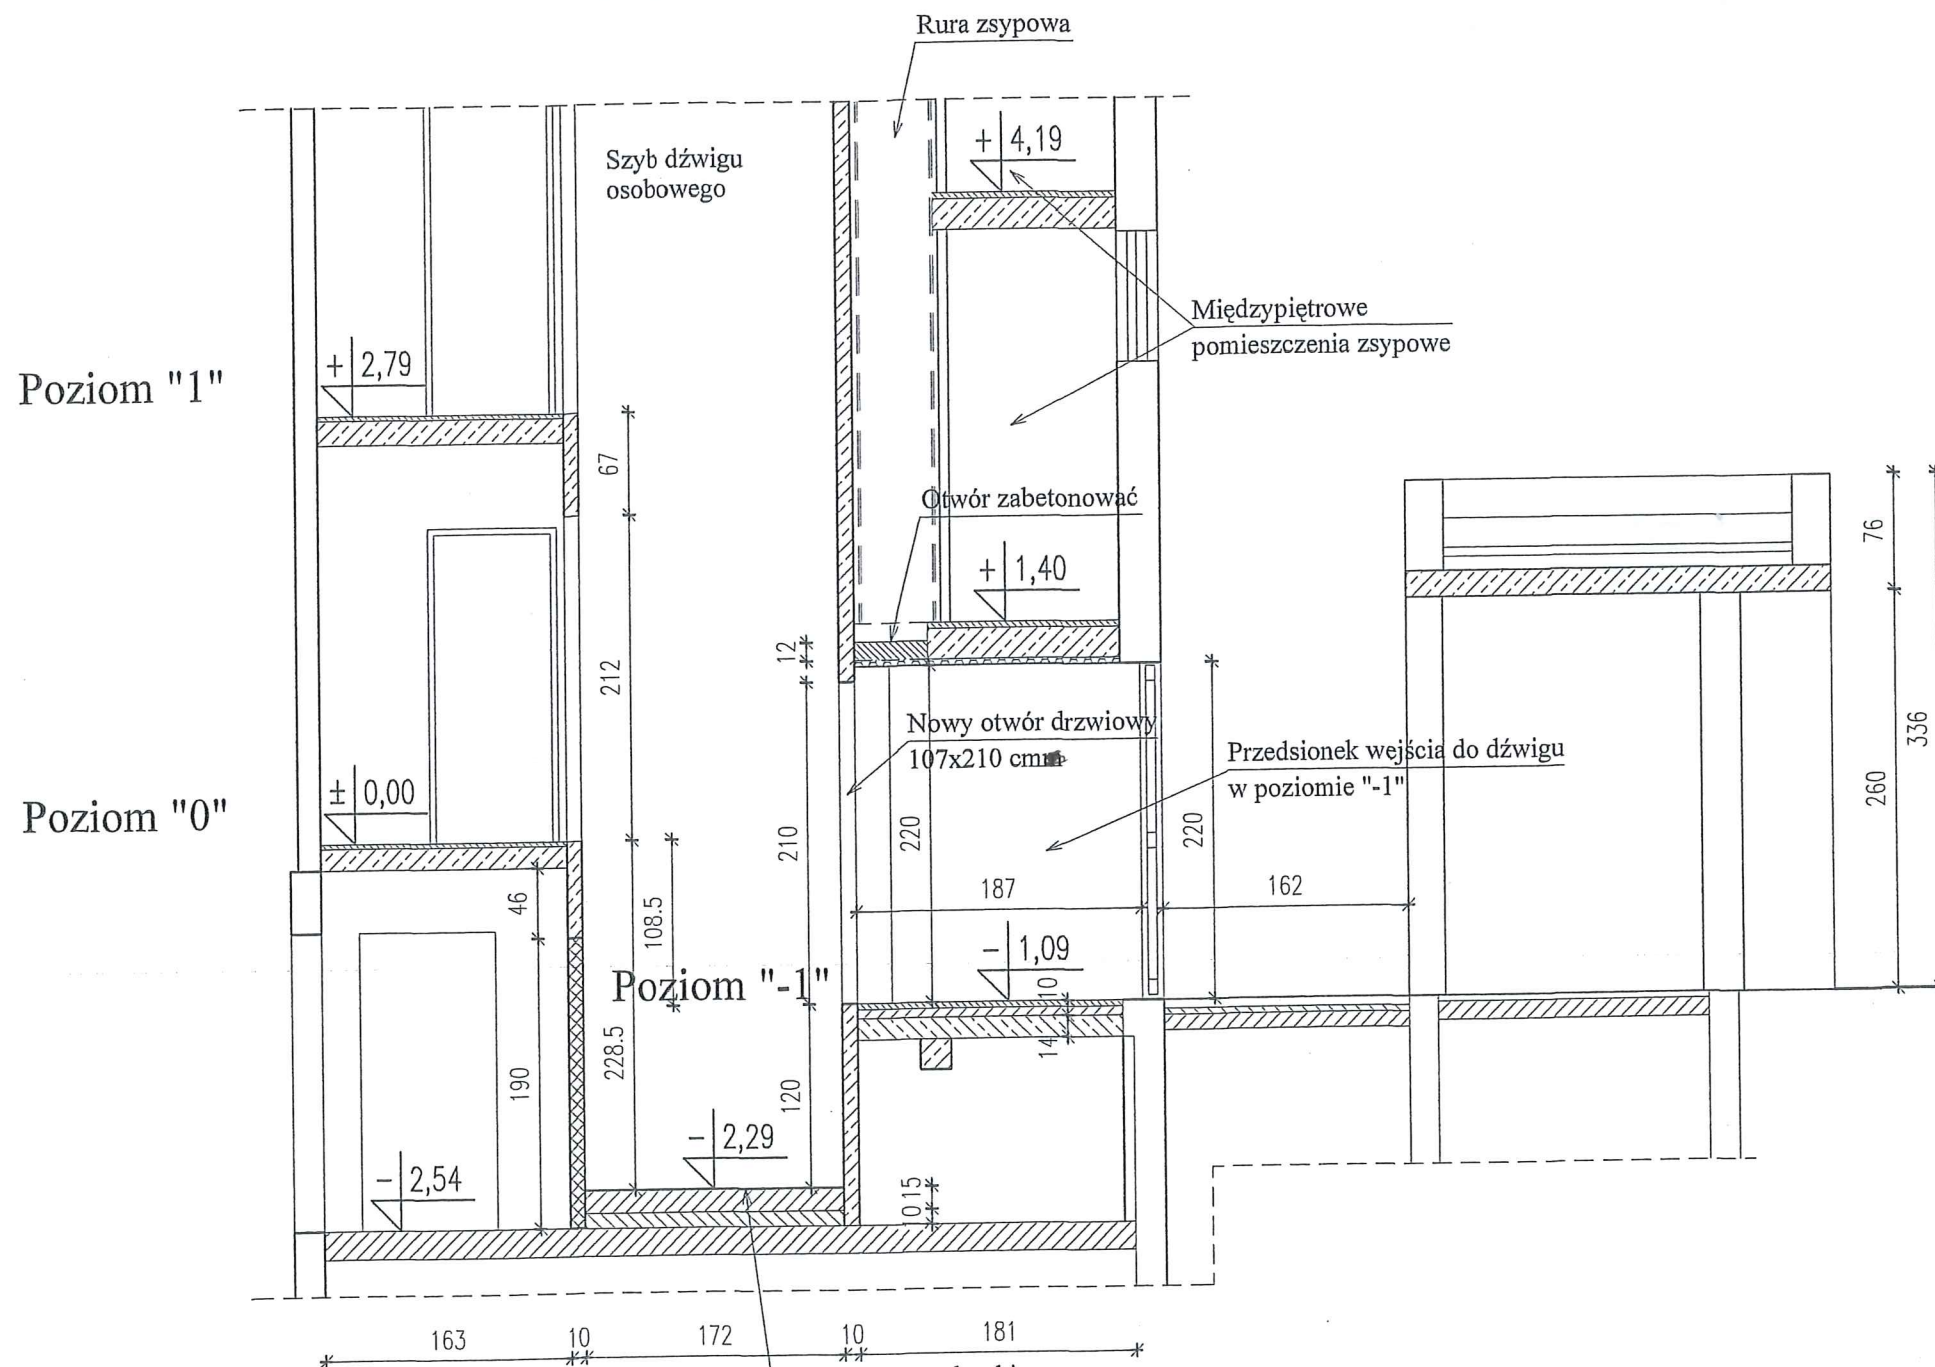 Rura zsypowa
Szyb dźwigu
osobowego
+ 4,19
Międzypiętrowe
pomieszczenia zsypowe
+ 2,79
Poziom "1"
67
Otwór zabetonować
76
+ 1,40
12
212
336
Nowy otwór drzwiowy
107x210 cm
Przedsionek wejścia do dźwigu
w poziomie "-1"
260
± 0,00
Poziom "0"
210
220
220
187
162
46
108.5
- 1,09
Poziom "-1"
10
14
228.5
190
120
- 2,29
- 2,54
15
163
10
172
10
181